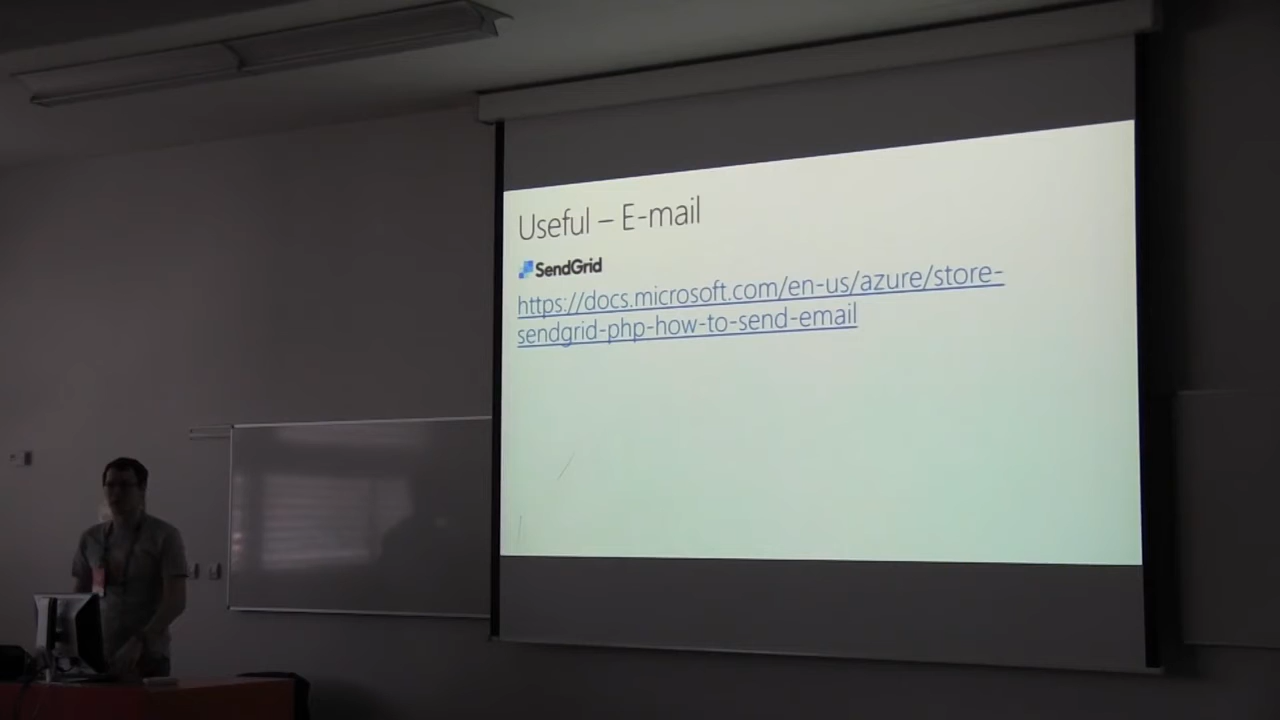 Useful – E-mail
SendGrid
https://docs.microsoft.com/en-us/azure/store-
sendgrid-php-how-to-send-email